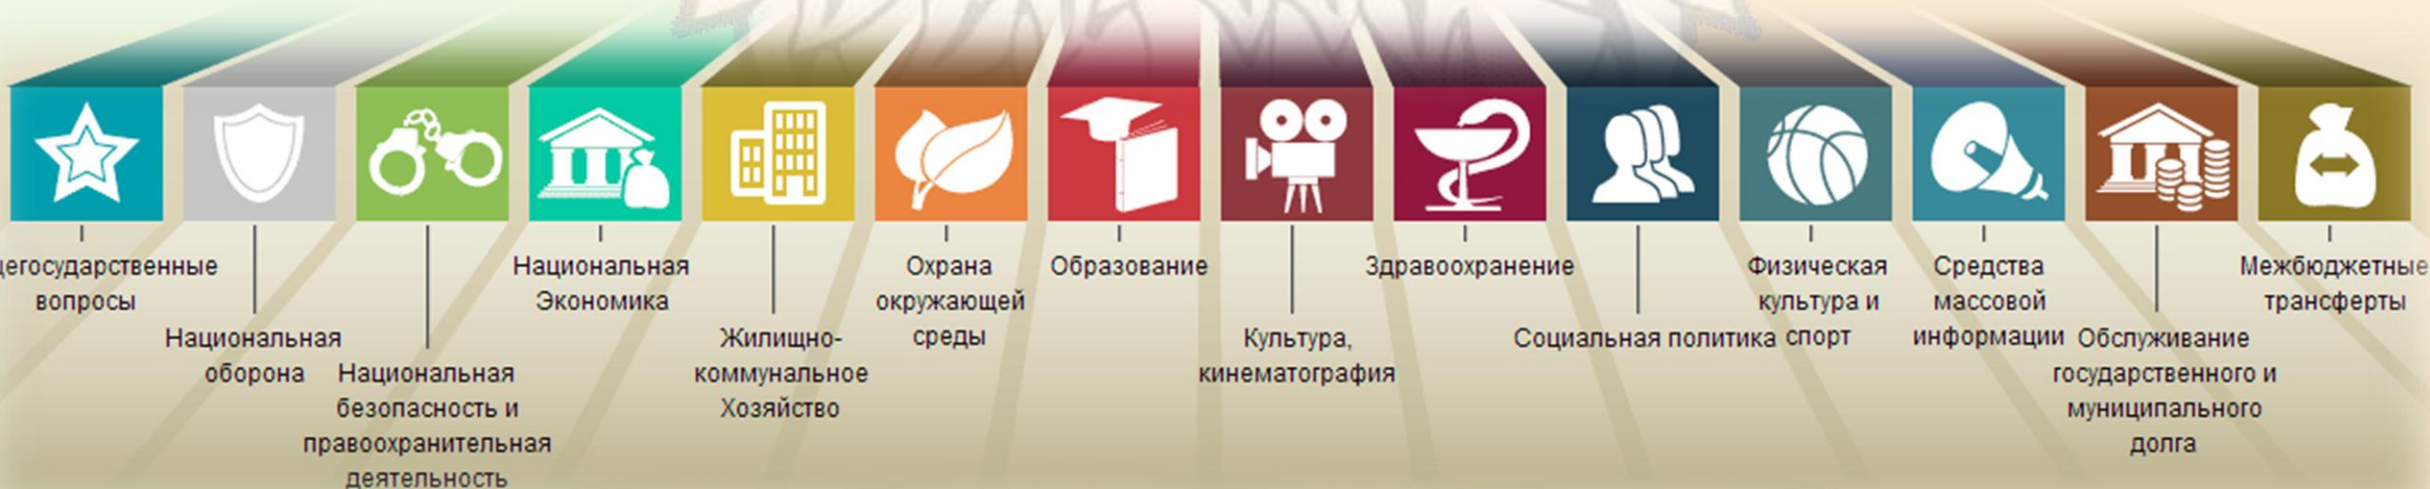 вопросы
Национальная
оборона
Национальная
безопасность и
правоохранительная
деятельность
Национальная
Экономика
Жилищно-
коммунальное
Хозяйство
Охрана
окружающей
среды
Образование
Культура,
кинематография
Здравоохранение
Социальная политика
Физическая
культура и
спорт
Средства
массовой
информации
Обслуживание
государственного и
муниципального
долга
Межбюджетные
трансферты